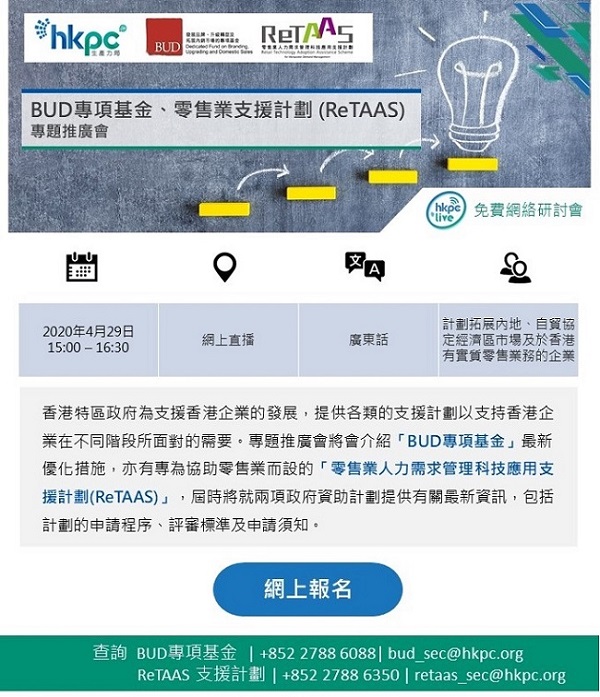 hkpc
生產力局
BUD
發展品牌、升級轉型及
拓展內銷市場的專項基金
Dedicated Fund on Branding,
Upgrading and Domestic Sales
ReTAAS
零售業人力需求管理科技應用支援計劃
Retail Technology Adoption Assistance Scheme
for Manpower Demand Management
BUD專項基金、零售業支援計劃 (ReTAAS)
專題推廣會
hkpc
live
免費網絡研討會
A
2020年4月29日
15:00 – 16:30
網上直播
廣東話
計劃拓展內地、自貿協
定經濟區市場及於香港
有實質零售業務的企業
香港特區政府為支援香港企業的發展，提供各類的支援計劃以支持香港企
業在不同階段所面對的需要。專題推廣會將會介紹「BUD專項基金」最新
優化措施，亦有專為協助零售業而設的「零售業人力需求管理科技應用支
援計劃(ReTAAS)」，屆時將就兩項政府資助計劃提供有關最新資訊，包括
計劃的申請程序、評審標準及申請須知。
網上報名
查詢 BUD專項基金 | +852 2788 6088| bud_sec@hkpc.org
ReTAAS 支援計劃 | +852 2788 6350 | retaas_sec@hkpc.org